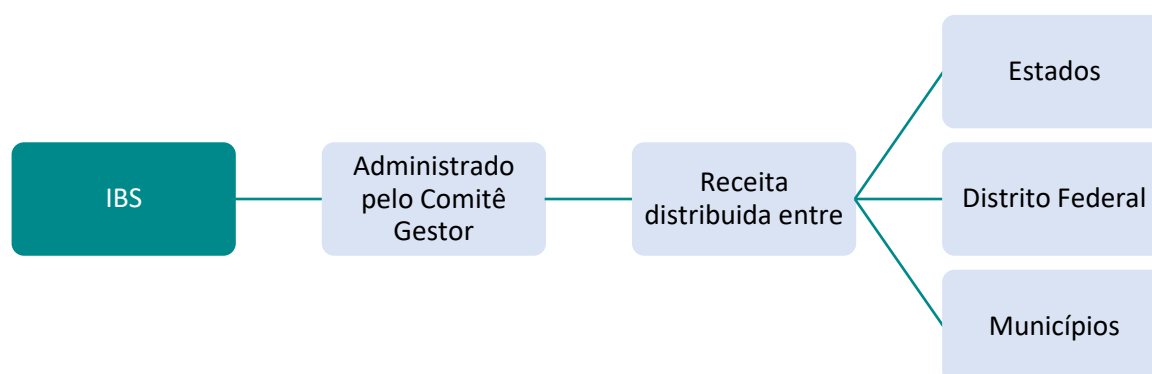 IBS
Administrado
pelo Comitê
Gestor
Receita
distribuida entre
Estados
Distrito Federal
Municípios